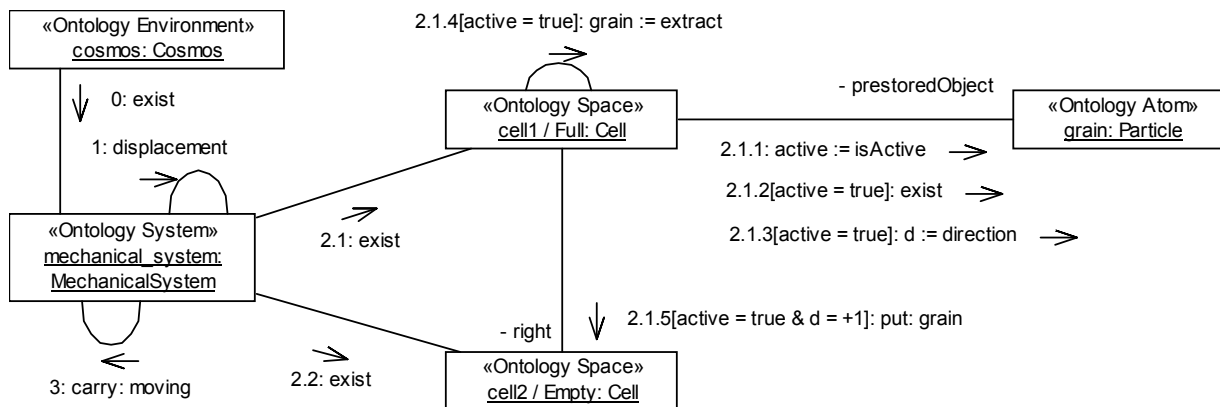 2.1.4[active = true]: grain := extract
«Ontology Environment»
cosmos: Cosmos
0: exist
1: displacement
«Ontology Space»
cell1 / Full: Cell
- prestoredObject
«Ontology Atom»
grain: Particle
2.1.1: active := isActive
2.1.2[active = true]: exist
2.1.3[active = true]: d := direction
«Ontology System»
mechanical_system:
MechanicalSystem
2.1: exist
2.1.5[active = true & d = +1]: put: grain
- right
3: carry: moving
2.2: exist
«Ontology Space»
cell2 / Empty: Cell